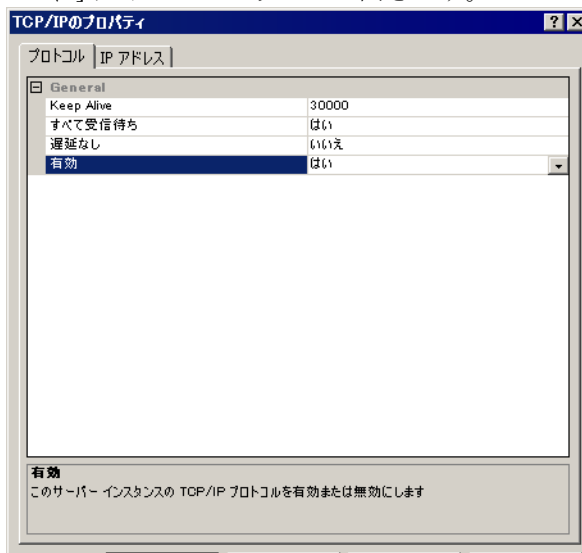 TCP/IPのプロパティ
プロトコル IP アドレス
General
Keep Alive 30000
すべて受信待ち はい
遅延なし いいえ
有効 はい
有効
このサーバー インスタンスの TCP/IP プロトコルを有効または無効にします